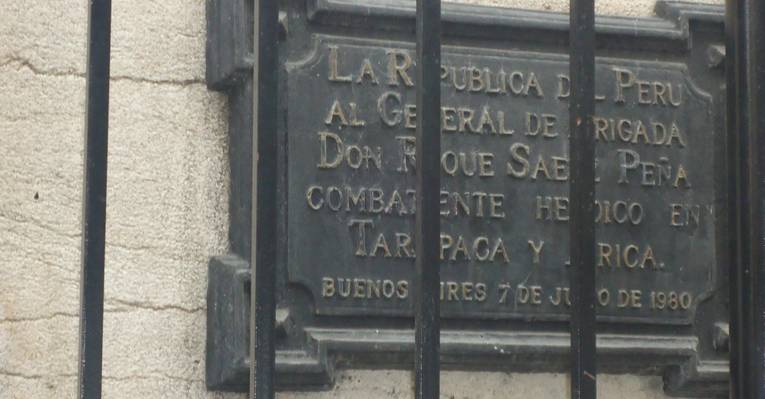 LA REPUBLICA DEL PERU
AL GENERAL DE BRIGADA
DON ROQUE SAENZ PEÑA
COMBATIENTE HEROICO EN
TARAPACA Y ARICA.
BUENOS AIRES 7 DE JUNIO DE 1980